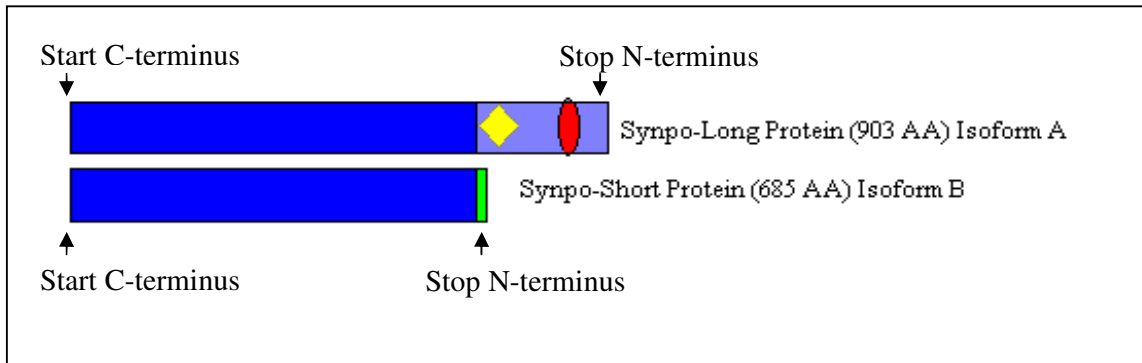 Start C-terminus Stop N-terminus
Synpo-Long Protein (903 AA) Isoform A
Synpo-Short Protein (685 AA) Isoform B
Start C-terminus Stop N-terminus